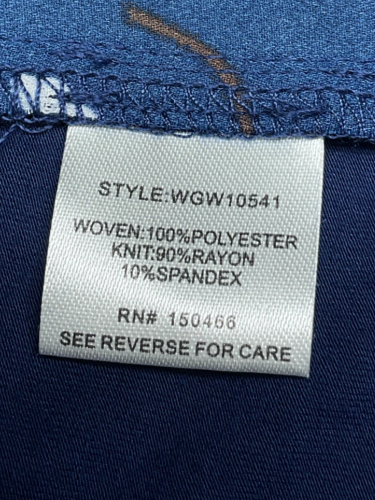 STYLE:WGW10541
WOVEN:100%POLYESTER
KNIT:90%RAYON
10%SPANDEX
RN# 150466
SEE REVERSE FOR CARE